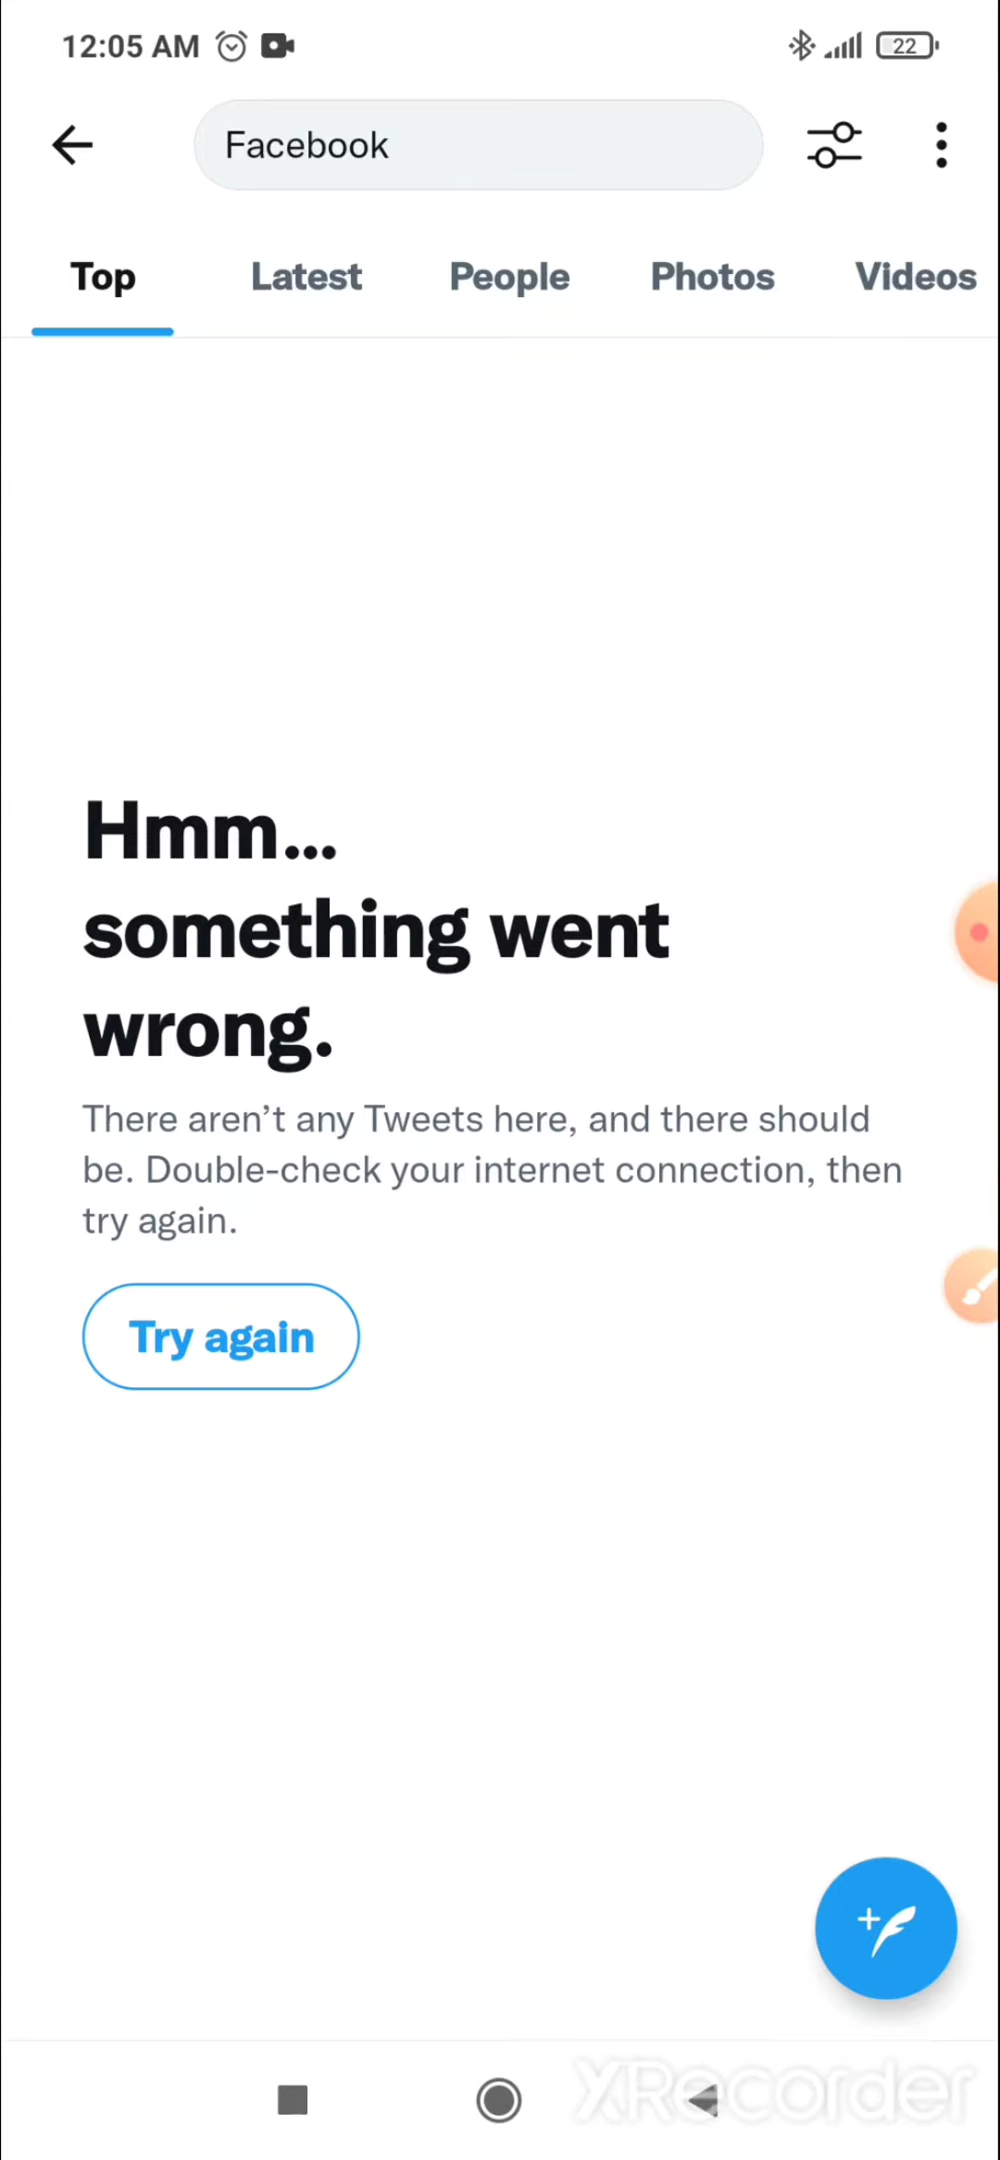 12:05 AM
22
Facebook
Top Latest People Photos Videos
Hmm...
something went
wrong.
There aren’t any Tweets here, and there should
be. Double-check your internet connection, then
try again.
Try again
XRecorder